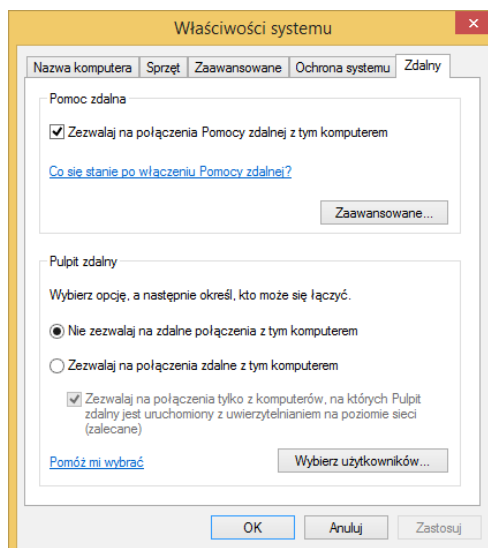 Właściwości systemu
Nazwa komputera Sprzęt Zaawansowane Ochrona systemu Zdalny
Pomoc zdalna
Zezwalaj na połączenia Pomocy zdalnej z tym komputerem
Co się stanie po włączeniu Pomocy zdalnej?
Zaawansowane...
Pulpit zdalny
Wybierz opcję, a następnie określ, kto może się łączyć.
Nie zezwalaj na zdalne połączenia z tym komputerem
Zezwalaj na połączenia zdalne z tym komputerem
Zezwalaj na połączenia tylko z komputerów, na których Pulpit
zdalny jest uruchomiony z uwierzytelnianiem na poziomie sieci
(zalecane)
Pomóż mi wybrać Wybierz użytkowników...
OK Anuluj Zastosuj